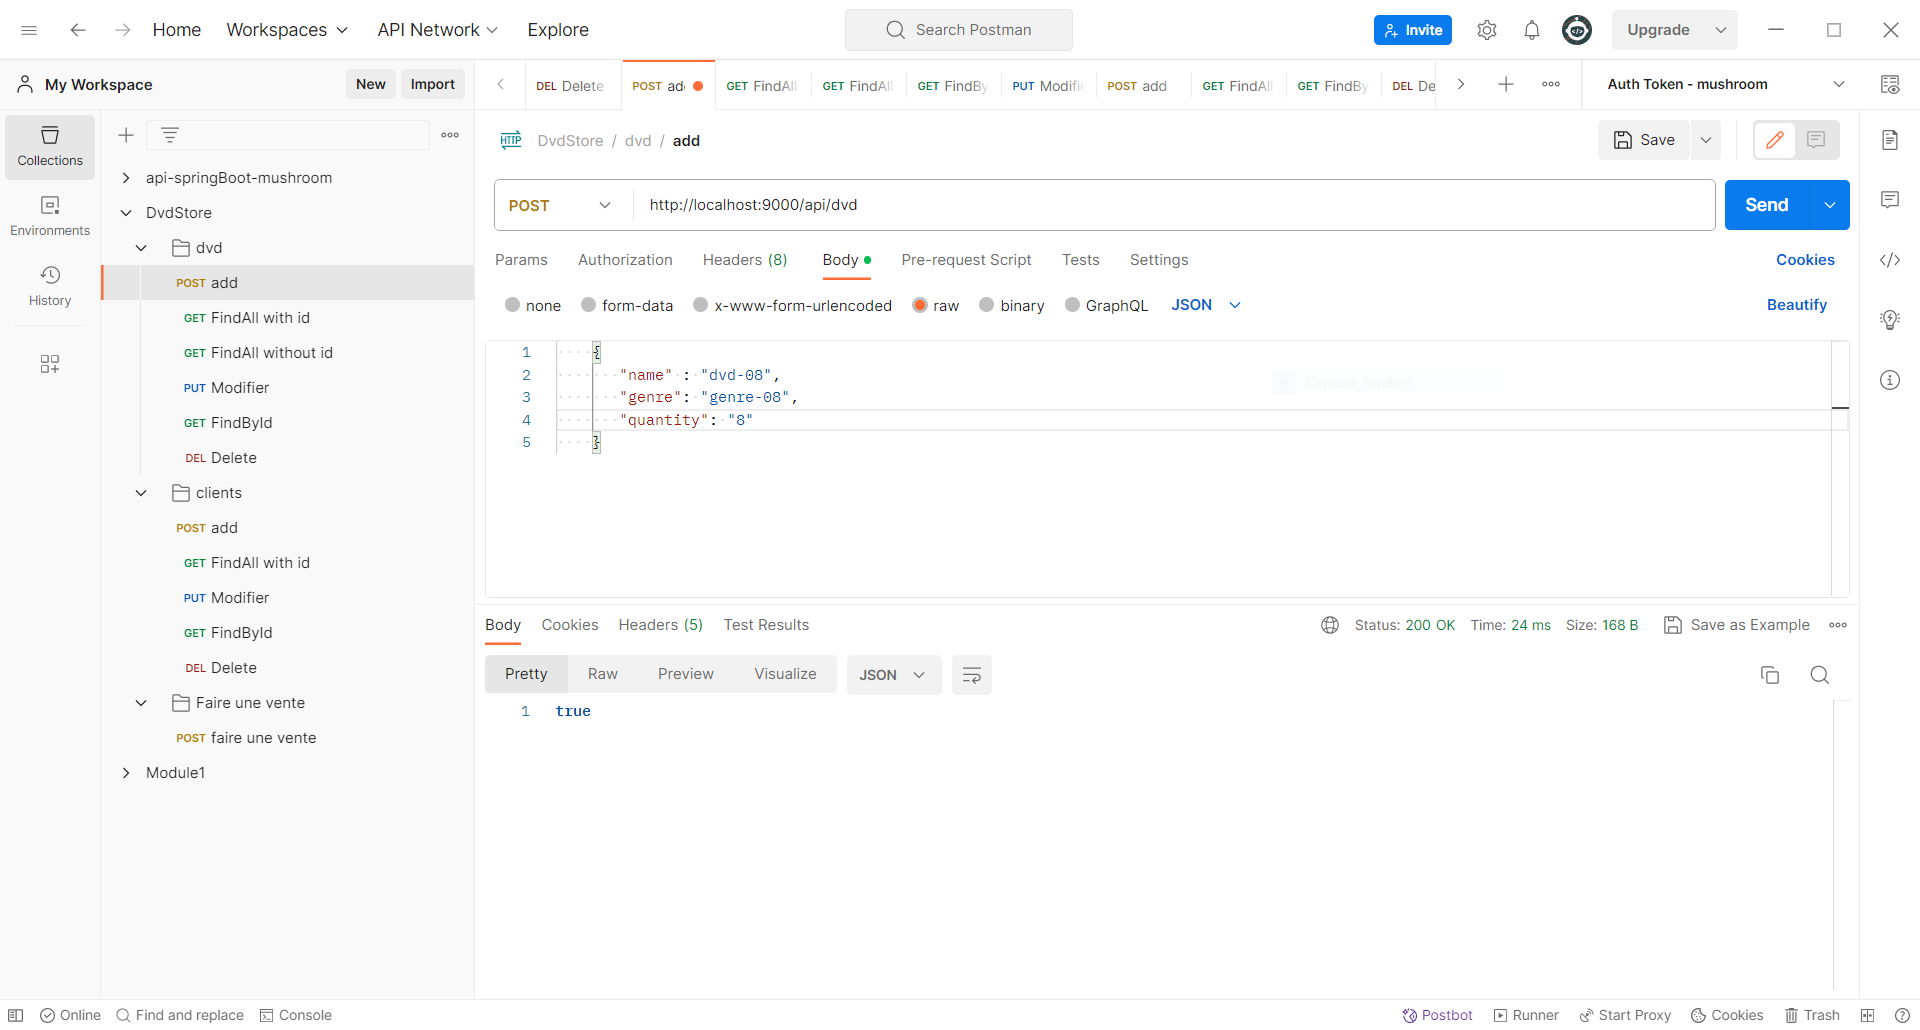 Home Workspaces API Network Explore Search Postman Invite Upgrade
My Workspace New Import DEL Delete POST ad GET FindAll GET FindAll GET FindBy PUT Modifie POST add GET FindAll GET FindBy DEL De Auth Token - mushroom
Collections
Environments
History
api-springBoot-mushroom
DvdStore
dvd
POST add
GET FindAll with id
GET FindAll without id
PUT Modifier
GET FindById
DEL Delete
clients
POST add
GET FindAll with id
PUT Modifier
GET FindById
DEL Delete
Faire une vente
POST faire une vente
Module1
HTTP DvdStore / dvd / add Save
POST http://localhost:9000/api/dvd Send
Params Authorization Headers (8) Body Pre-request Script Tests Settings Cookies
none form-data x-www-form-urlencoded raw binary GraphQL JSON Beautify
1 {
2 "name" : "dvd-08",
3 "genre": "genre-08",
4 "quantity": "8"
5 }
Capture Fenêtre
Body Cookies Headers (5) Test Results Status: 200 OK Time: 24 ms Size: 168 B Save as Example
Pretty Raw Preview Visualize JSON
1 true
Online Find and replace Console Postbot Runner Start Proxy Cookies Trash